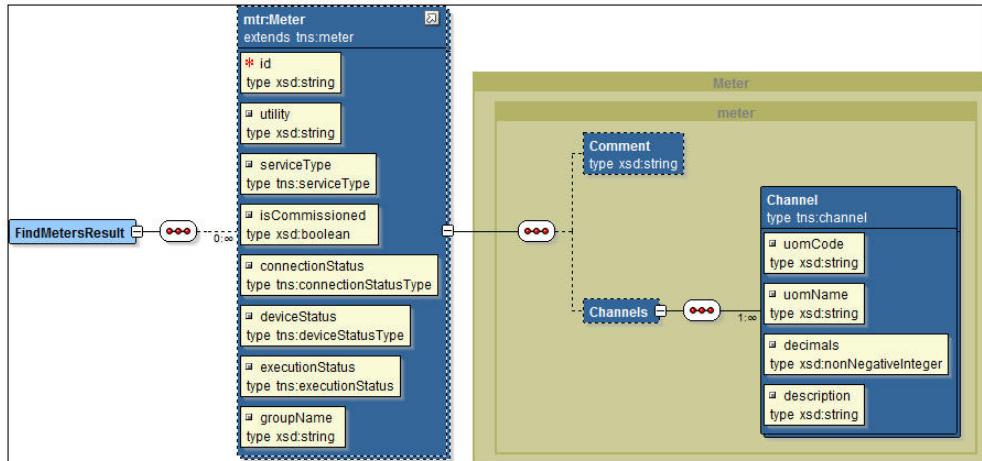 FindMetersResult
0:∞
mtr:Meter
extends tns:meter
* id
type xsd:string
utility
type xsd:string
serviceType
type tns:serviceType
isCommissioned
type xsd:boolean
connectionStatus
type tns:connectionStatusType
deviceStatus
type tns:deviceStatusType
executionStatus
type tns:executionStatus
groupName
type xsd:string
Meter
meter
Comment
type xsd:string
Channels
1:∞
Channel
type tns:channel
uomCode
type xsd:string
uomName
type xsd:string
decimals
type xsd:nonNegativeInteger
description
type xsd:string